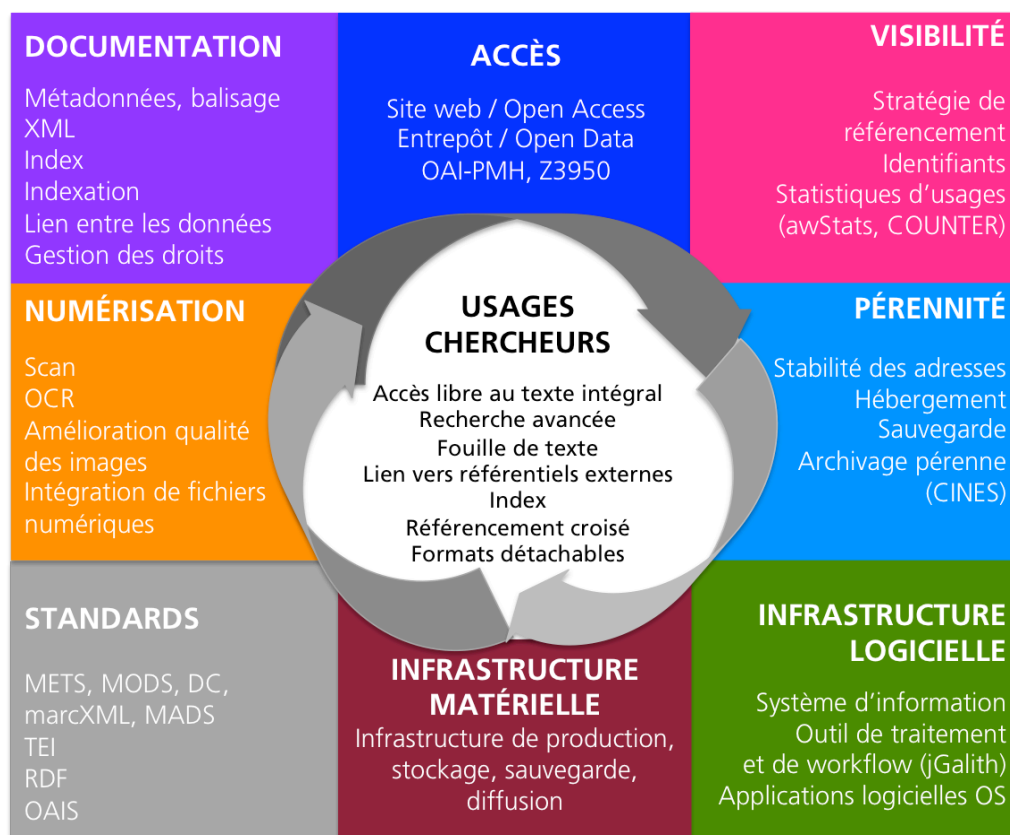 DOCUMENTATION
Métadonnées, balisage
XML
Index
Indexation
Lien entre les données
Gestion des droits
ACCÈS
Site web / Open Access
Entrepôt / Open Data
OAI-PMH, Z3950
VISIBILITÉ
Stratégie de
référencement
Identifiants
Statistiques d’usages
(awStats, COUNTER)
NUMÉRISATION
Scan
OCR
Amélioration qualité
des images
Intégration de fichiers
numériques
USAGES
CHERCHEURS
Accès libre au texte intégral
Recherche avancée
Fouille de texte
Lien vers référentiels externes
Index
Référencement croisé
Formats détachables
PÉRENNITÉ
Stabilité des adresses
Hébergement
Sauvegarde
Archivage pérenne
(CINES)
STANDARDS
METS, MODS, DC,
marcXML, MADS
TEI
RDF
OAIS
INFRASTRUCTURE
MATÉRIELLE
Infrastructure de production,
stockage, sauvegarde,
diffusion
INFRASTRUCTURE
LOGICIELLE
Système d’information
Outil de traitement
et de workflow (jGalith)
Applications logicielles OS